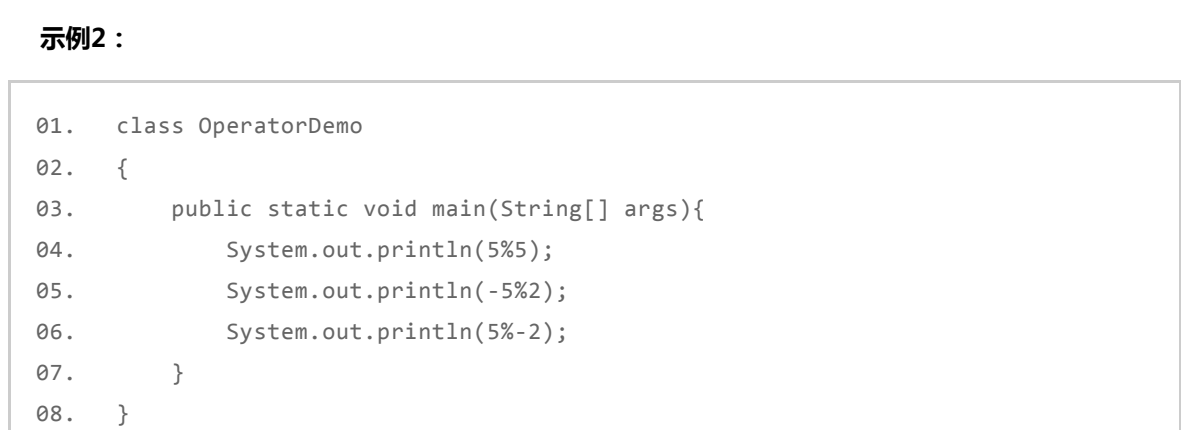 示例2：
01.   class OperatorDemo
02.   {
03.       public static void main(String[] args){
04.           System.out.println(5%5);
05.           System.out.println(-5%2);
06.           System.out.println(5%-2);
07.       }
08.   }